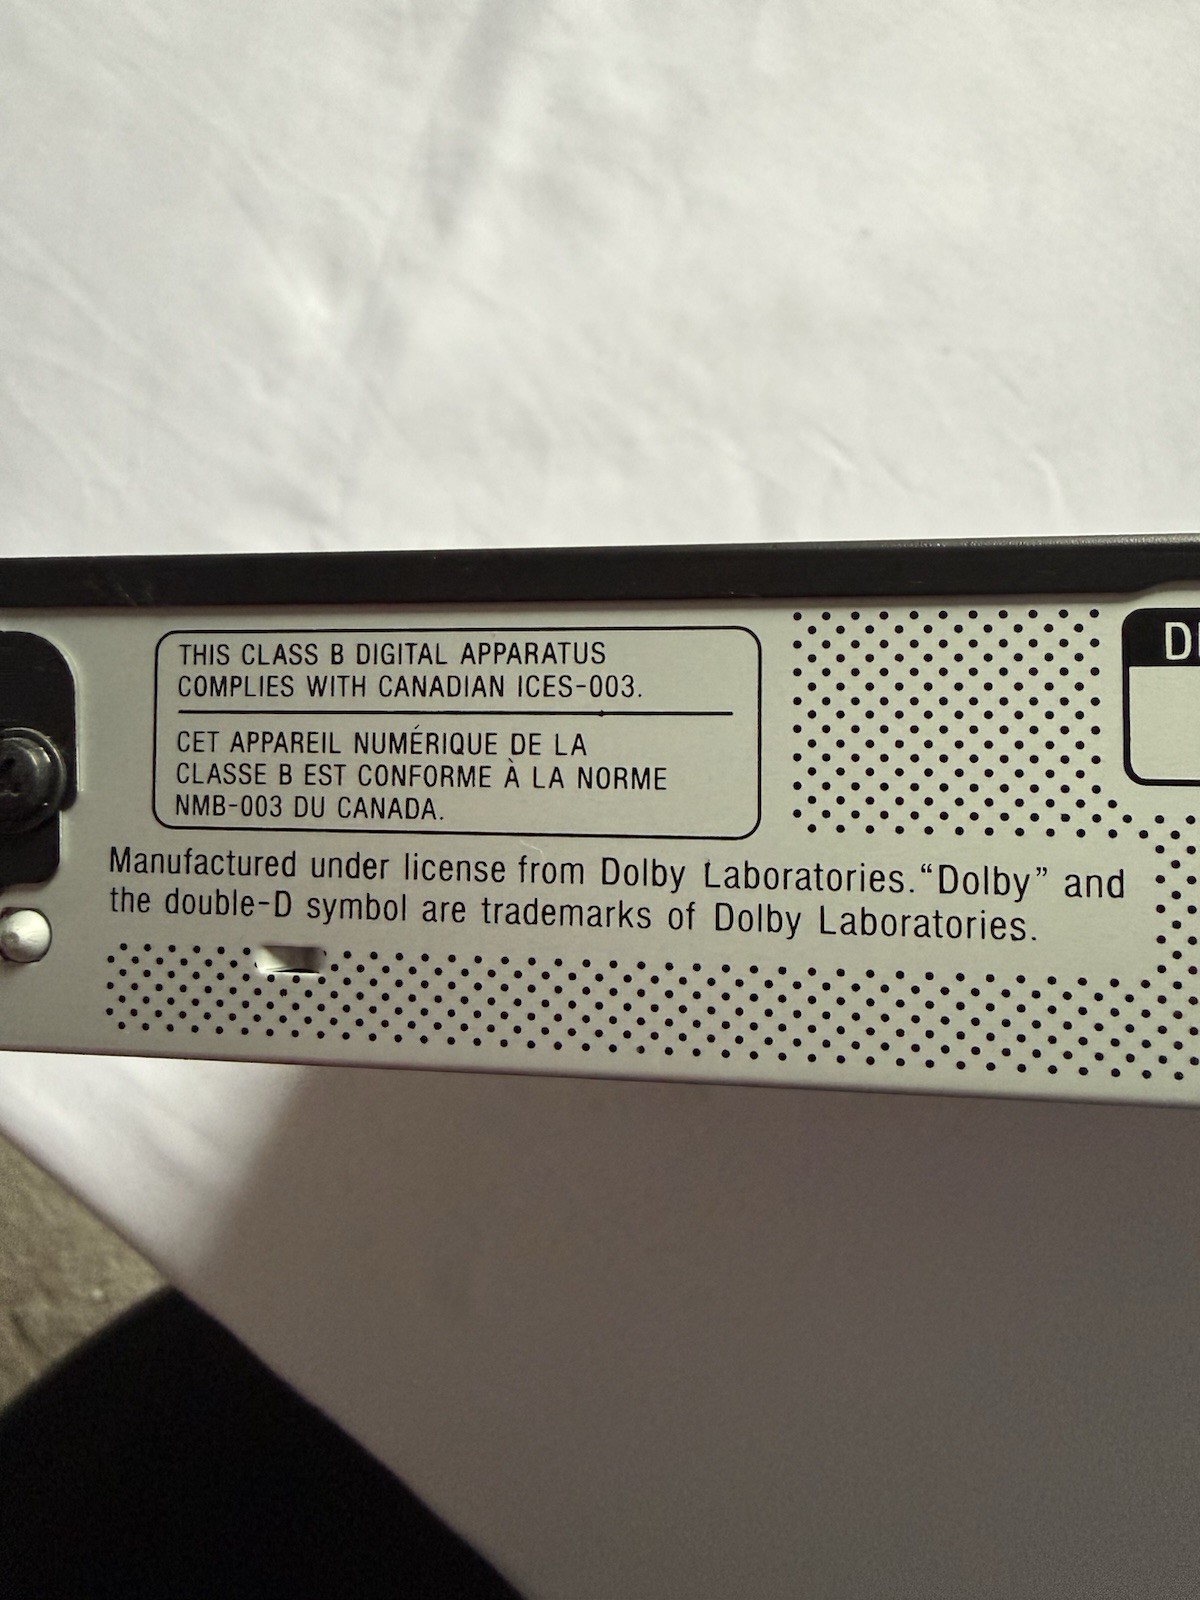 THIS CLASS B DIGITAL APPARATUS
COMPLIES WITH CANADIAN ICES-003.
CET APPAREIL NUMÉRIQUE DE LA
CLASSE B EST CONFORME À LA NORME
NMB-003 DU CANADA.
Manufactured under license from Dolby Laboratories. “Dolby” and
the double-D symbol are trademarks of Dolby Laboratories.